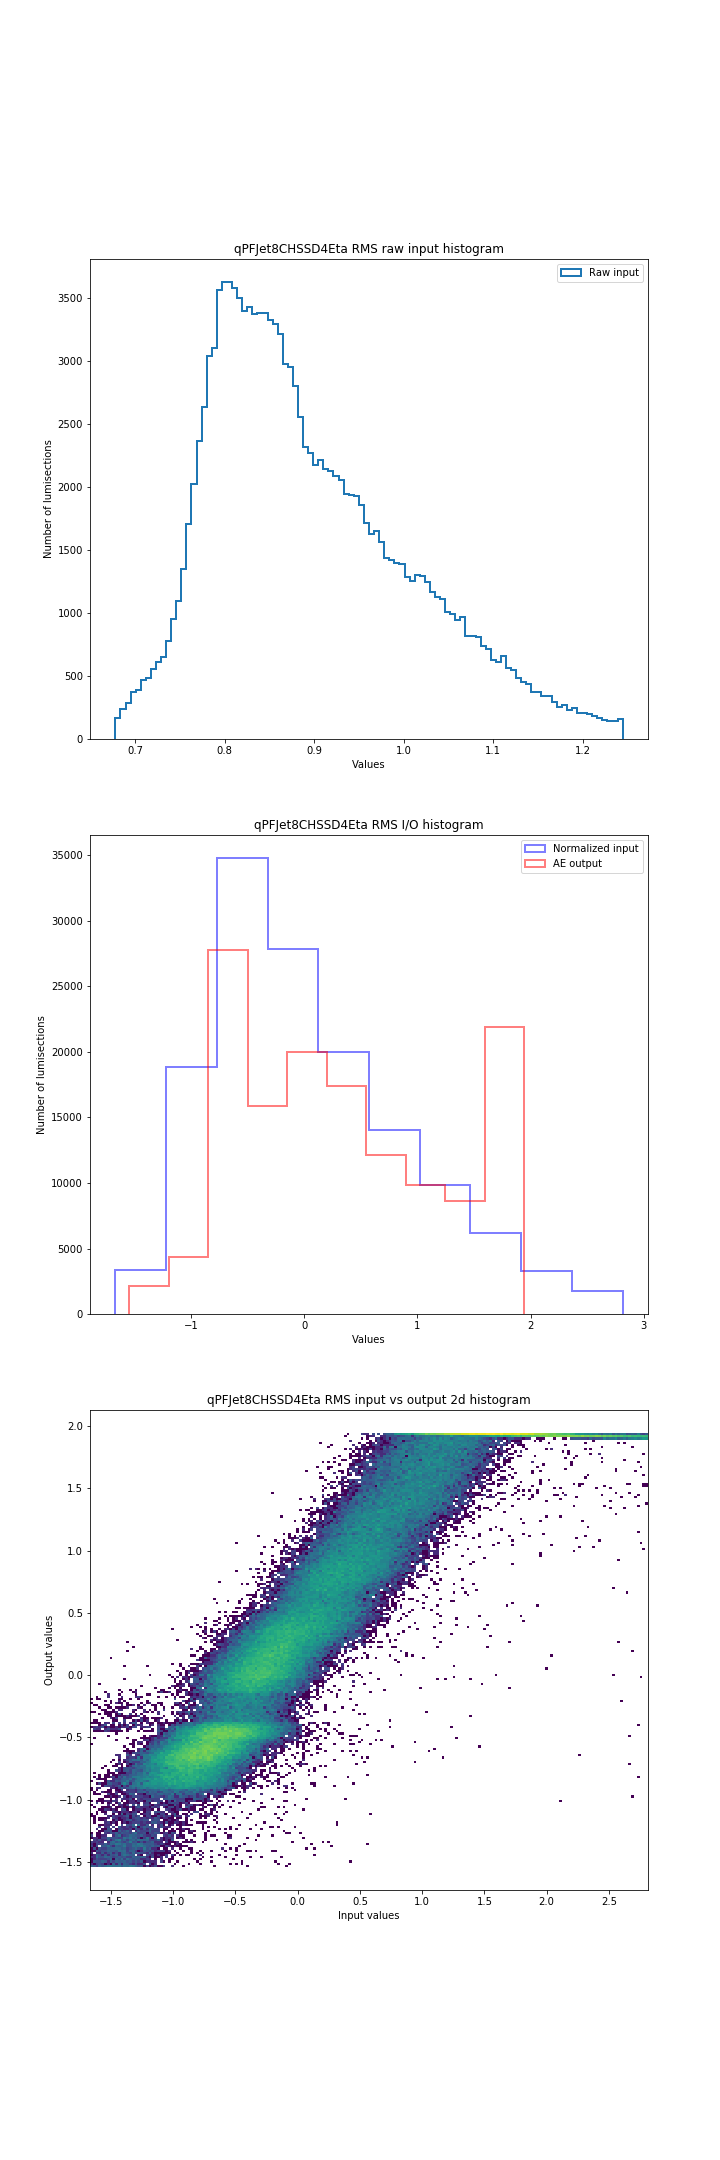 qPFJet8CHSSD4Eta RMS raw input histogram
Raw input
3500
3000
2500
2000
1500
1000
500
0
Number of lumisections
0.7 0.8 0.9 1.0 1.1 1.2
Values
qPFJet8CHSSD4Eta RMS I/O histogram
Normalized input
AE output
35000
30000
25000
20000
15000
10000
5000
0
Number of lumisections
−1 0 1 2 3
Values
qPFJet8CHSSD4Eta RMS input vs output 2d histogram
2.0
1.5
1.0
0.5
0.0
−0.5
−1.0
−1.5
Output values
−1.5 −1.0 −0.5 0.0 0.5 1.0 1.5 2.0 2.5
Input values